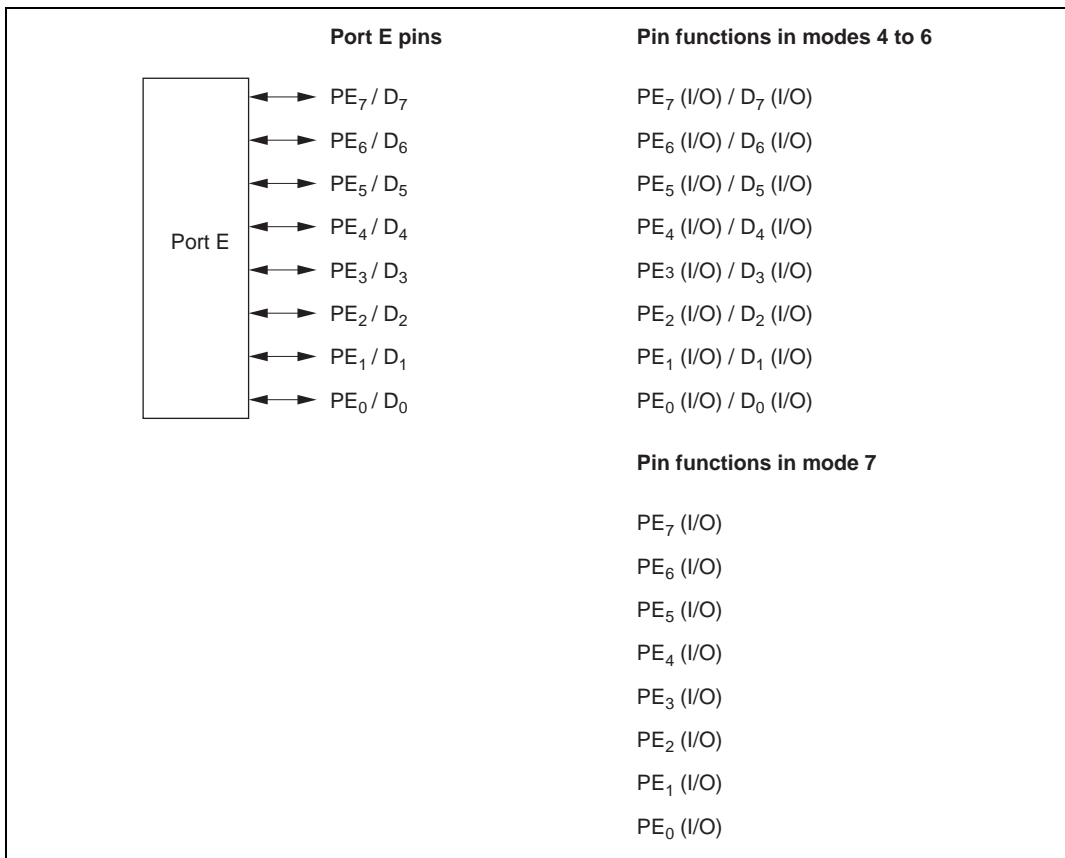 Port E pins Pin functions in modes 4 to 6
PE₇ / D₇ PE₇ (I/O) / D₇ (I/O)
PE₆ / D₆ PE₆ (I/O) / D₆ (I/O)
PE₅ / D₅ PE₅ (I/O) / D₅ (I/O)
Port E PE₄ / D₄ PE₄ (I/O) / D₄ (I/O)
PE₃ / D₃ PE3 (I/O) / D₃ (I/O)
PE₂ / D₂ PE₂ (I/O) / D₂ (I/O)
PE₁ / D₁ PE₁ (I/O) / D₁ (I/O)
PE₀ / D₀ PE₀ (I/O) / D₀ (I/O)
Pin functions in mode 7
PE₇ (I/O)
PE₆ (I/O)
PE₅ (I/O)
PE₄ (I/O)
PE₃ (I/O)
PE₂ (I/O)
PE₁ (I/O)
PE₀ (I/O)